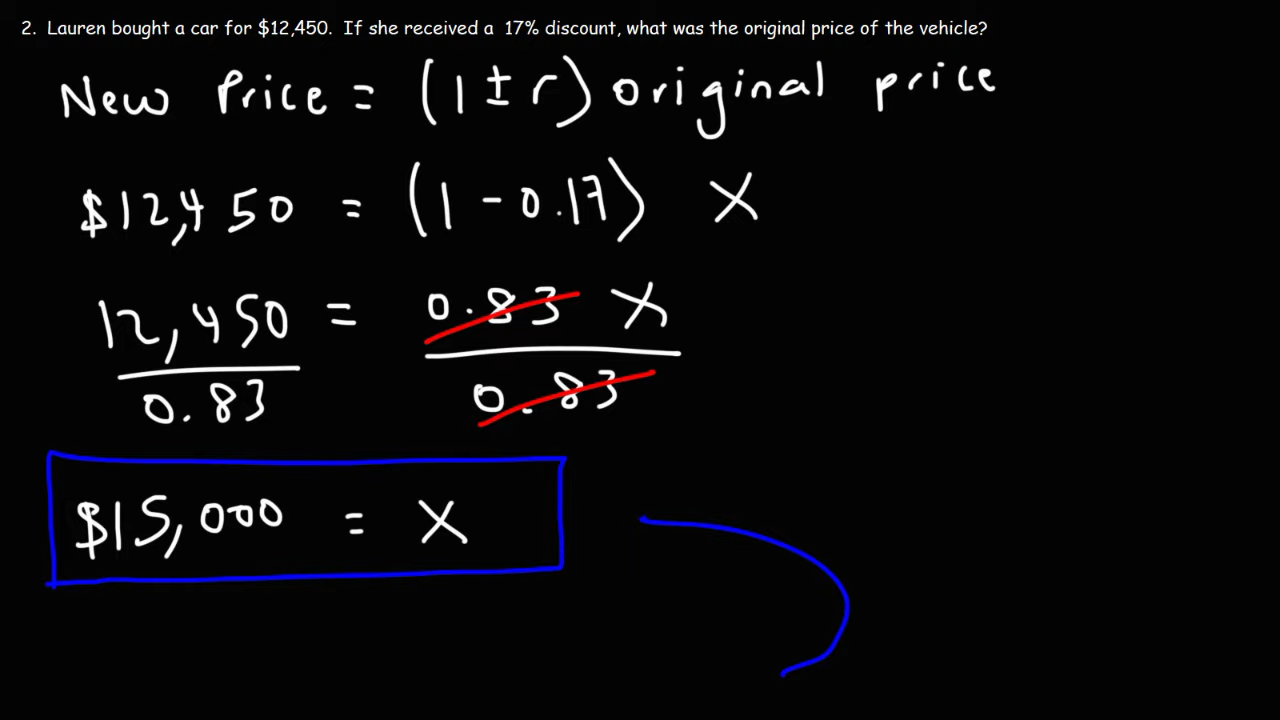 2. Lauren bought a car for $12,450. If she received a 17% discount, what was the original price of the vehicle?
New Price = (1 ± r) original price
$12,450 = (1 - 0.17) X
12,450 = 0.83 X
0.83 0.83
$15,000 = X